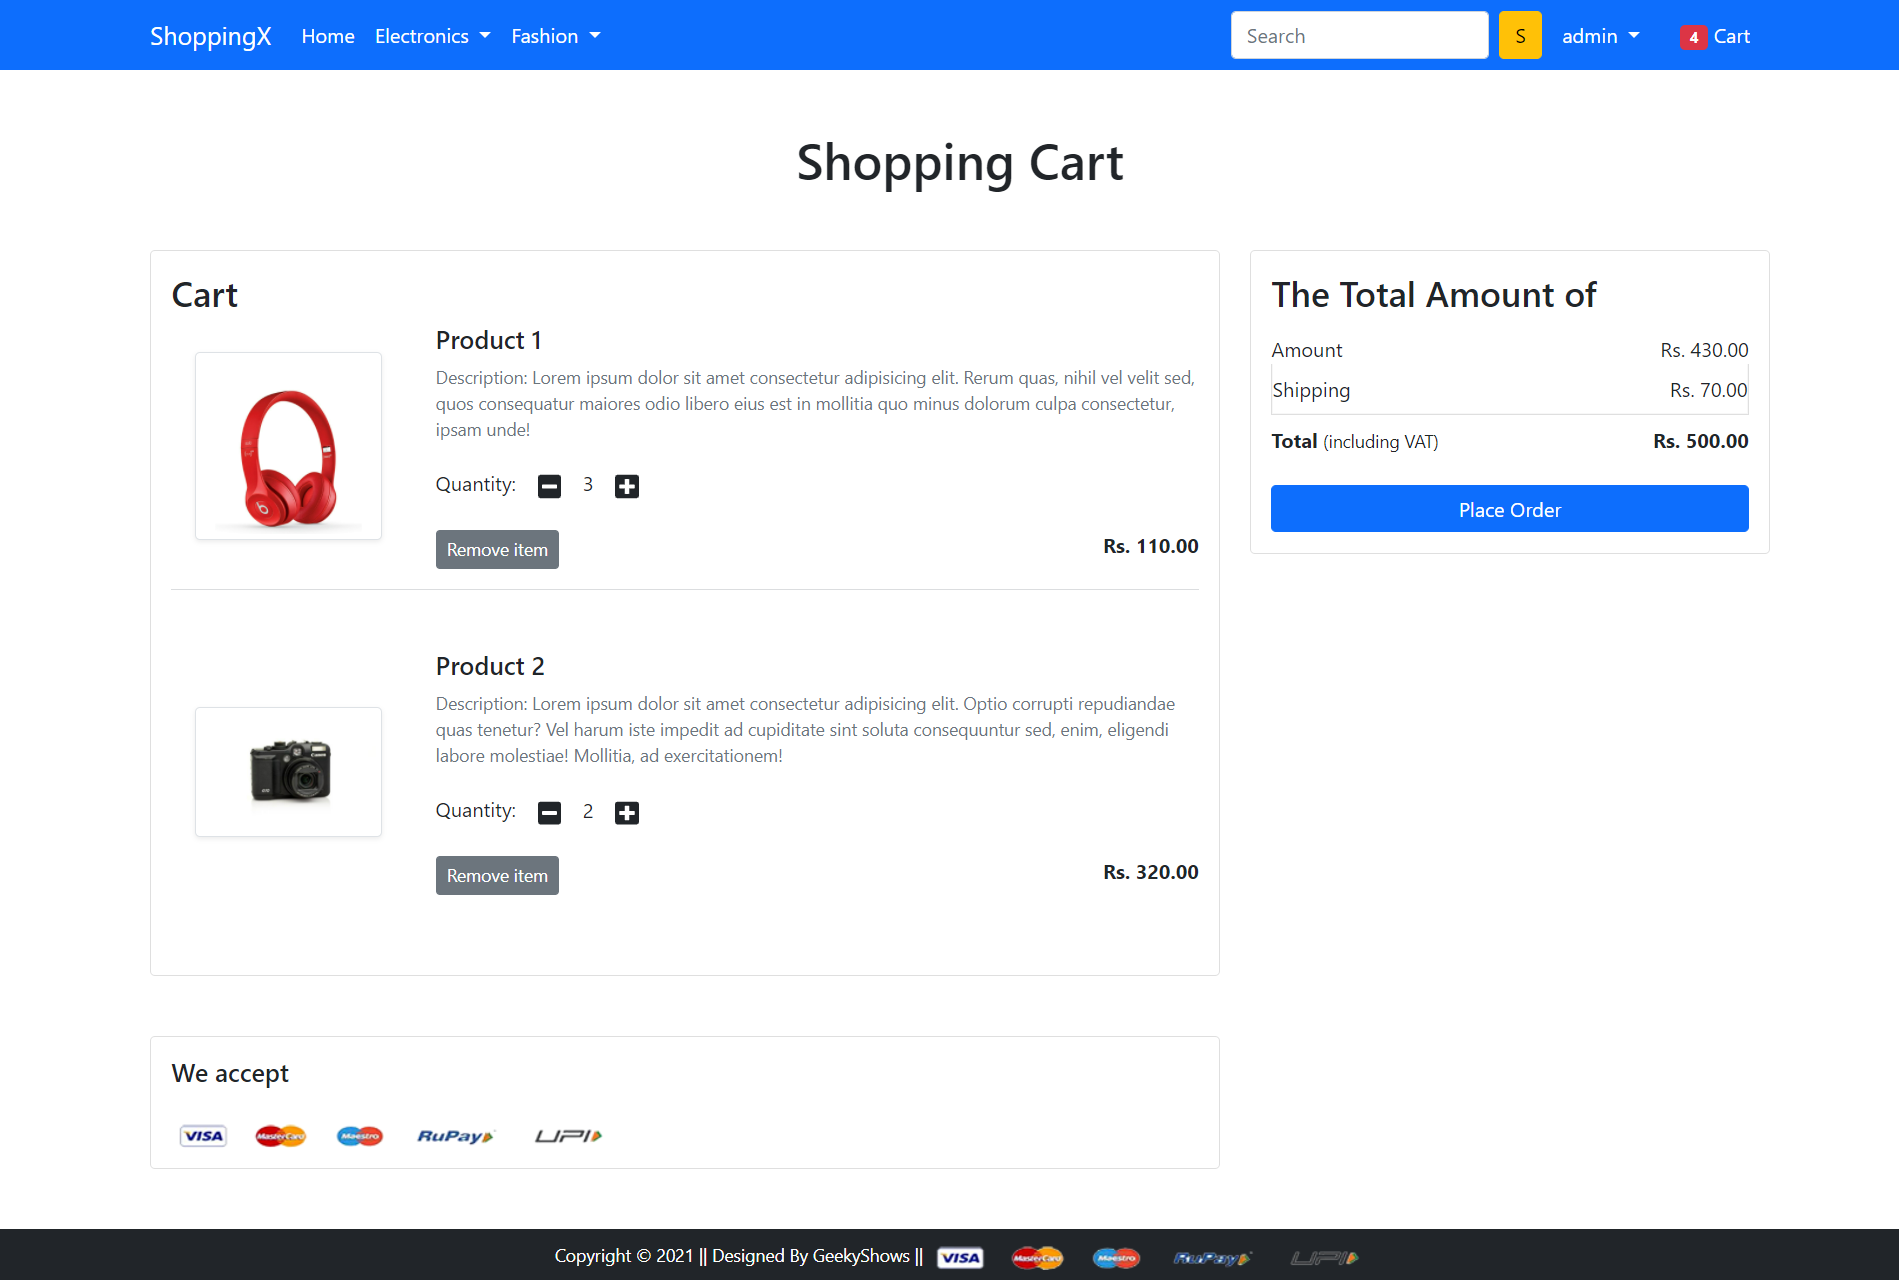 ShoppingX Home Electronics Fashion Search S admin 4 Cart
Shopping Cart
Cart
Product 1
Description: Lorem ipsum dolor sit amet consectetur adipisicing elit. Rerum quas, nihil vel velit sed,
quos consequatur maiores odio libero eius est in mollitia quo minus dolorum culpa consectetur,
ipsam unde!
Quantity: 3
Remove item Rs. 110.00
Product 2
Description: Lorem ipsum dolor sit amet consectetur adipisicing elit. Optio corrupti repudiandae
quas tenetur? Vel harum iste impedit ad cupiditate sint soluta consequuntur sed, enim, eligendi
labore molestiae! Mollitia, ad exercitationem!
Quantity: 2
Remove item Rs. 320.00
The Total Amount of
Amount Rs. 430.00
Shipping Rs. 70.00
Total (including VAT) Rs. 500.00
Place Order
We accept
VISA MasterCard Maestro RuPay UPI
Copyright © 2021 || Designed By GeekyShows || VISA MasterCard Maestro RuPay UPI